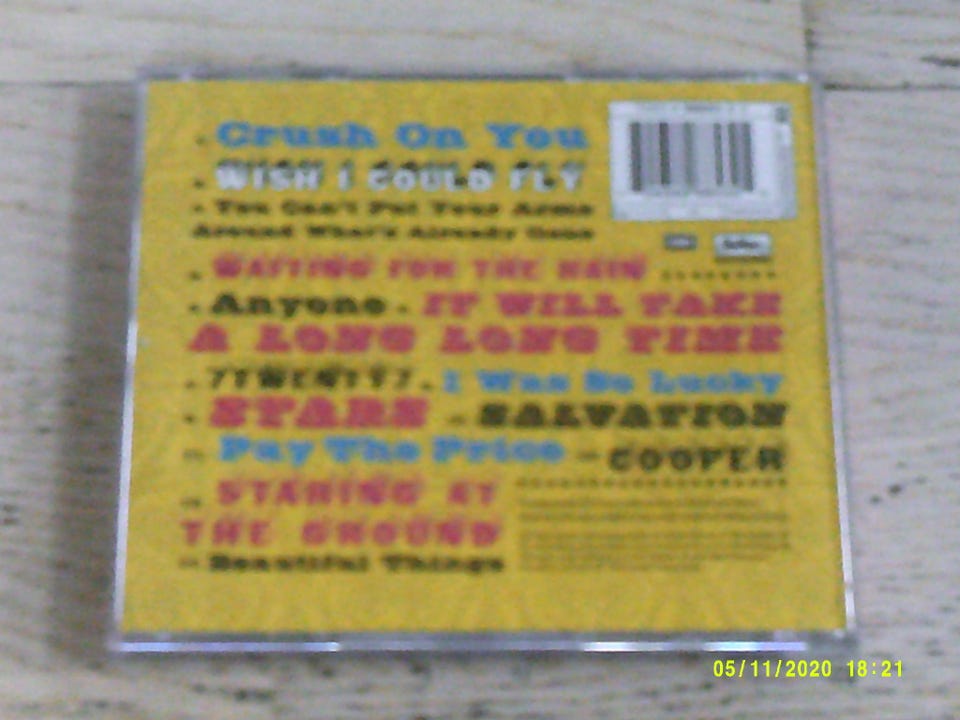 Crush On You
WISH I COULD FLY
You Can't Put Your Arms
Around What's Already Gone
WAITING FOR THE RAIN
Anyone - IT WILL TAKE
A LONG LONG TIME
7TWENTY7 I Was So Lucky
STARS SALVATION
Pay The Price COOPER
STARING AT
THE GROUND
Beautiful Things
05/11/2020 18:21